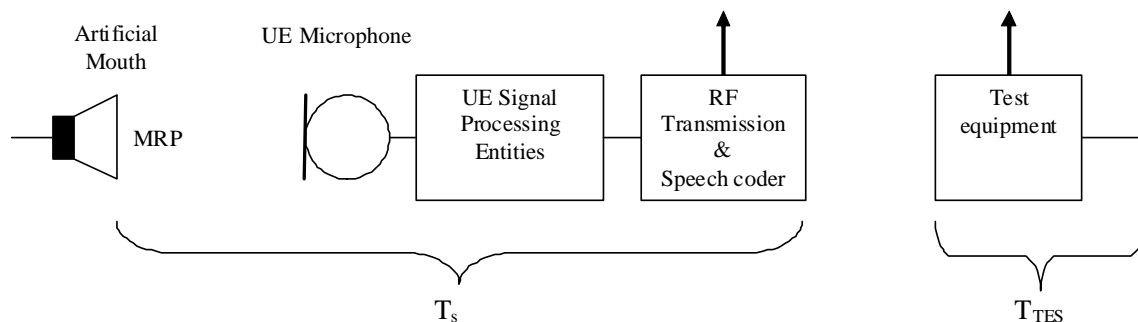 Artificial
Mouth
MRP
UE Microphone
UE Signal
Processing
Entities
RF
Transmission
&
Speech coder
Test
equipment
Ts
TTES